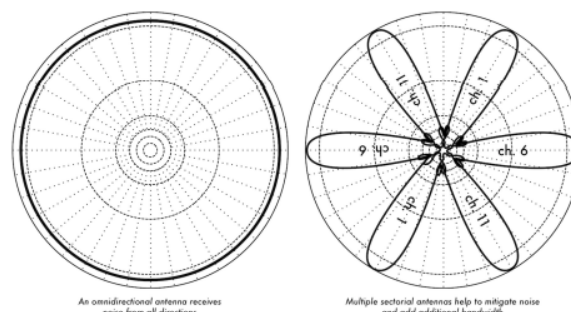 ch. 11
ch. 1
ch. 6
ch. 6
ch. 1
ch. 11
An omnidirectional antenna receives
noise from all directions
Multiple sectorial antennas help to mitigate noise
and add additional bandwidth